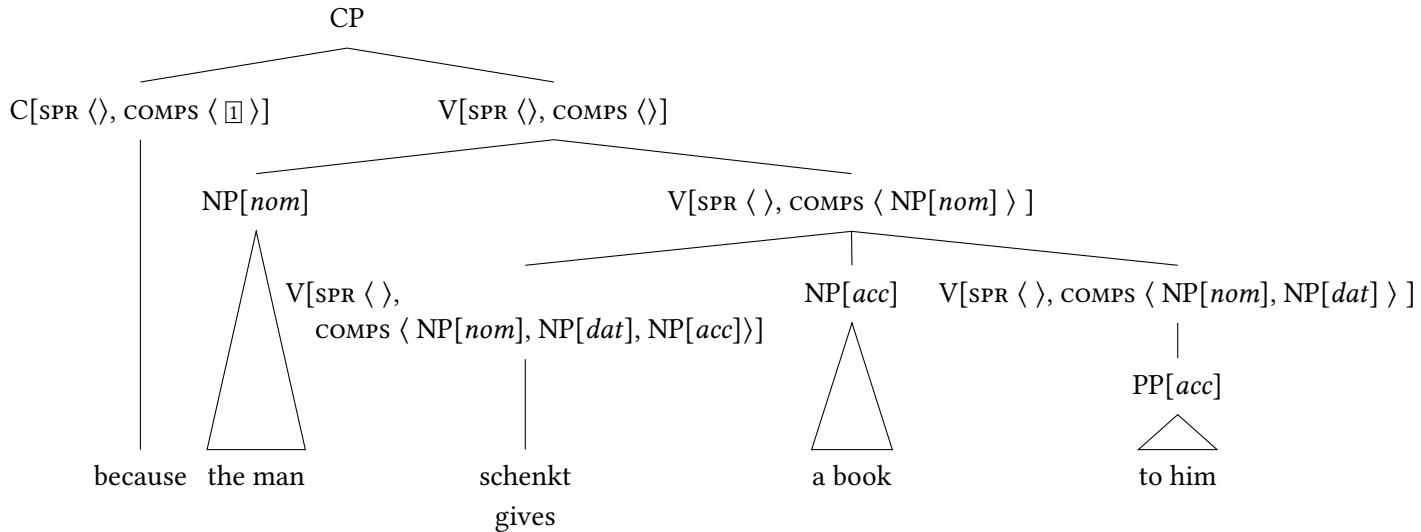 CP
C[SPR ⟨⟩, COMPS ⟨ 1 ⟩] V[SPR ⟨⟩, COMPS ⟨⟩]
NP[nom] V[SPR ⟨ ⟩, COMPS ⟨ NP[nom] ⟩ ]
V[SPR ⟨ ⟩, NP[acc] V[SPR ⟨ ⟩, COMPS ⟨ NP[nom], NP[dat] ⟩ ]
COMPS ⟨ NP[nom], NP[dat], NP[acc]⟩]
PP[acc]
because the man schenkt a book to him
gives